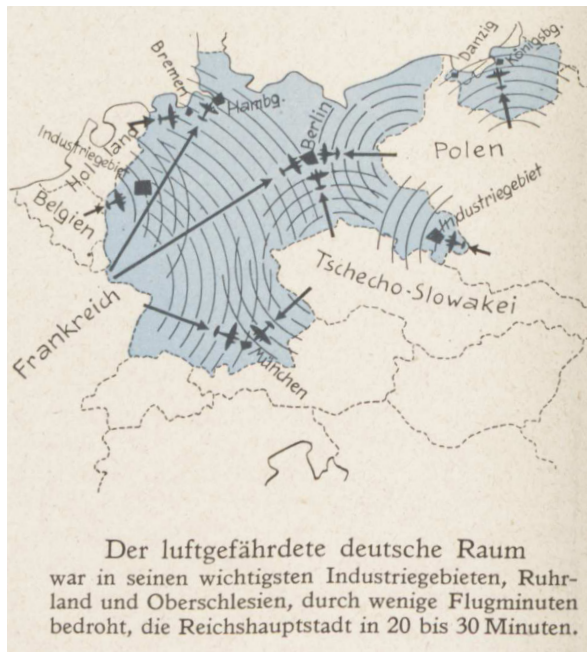 Danzig
Königsbg.
Bremen
Hambg.
Berlin
Polen
Industriegebiet
Holland
Belgien
Industriegebiet
Tschecho-Slowakei
Frankreich
München
Der luftgefährdete deutsche Raum
war in seinen wichtigsten Industriegebieten, Ruhr-
land und Oberschlesien, durch wenige Flugminuten
bedroht, die Reichshauptstadt in 20 bis 30 Minuten.